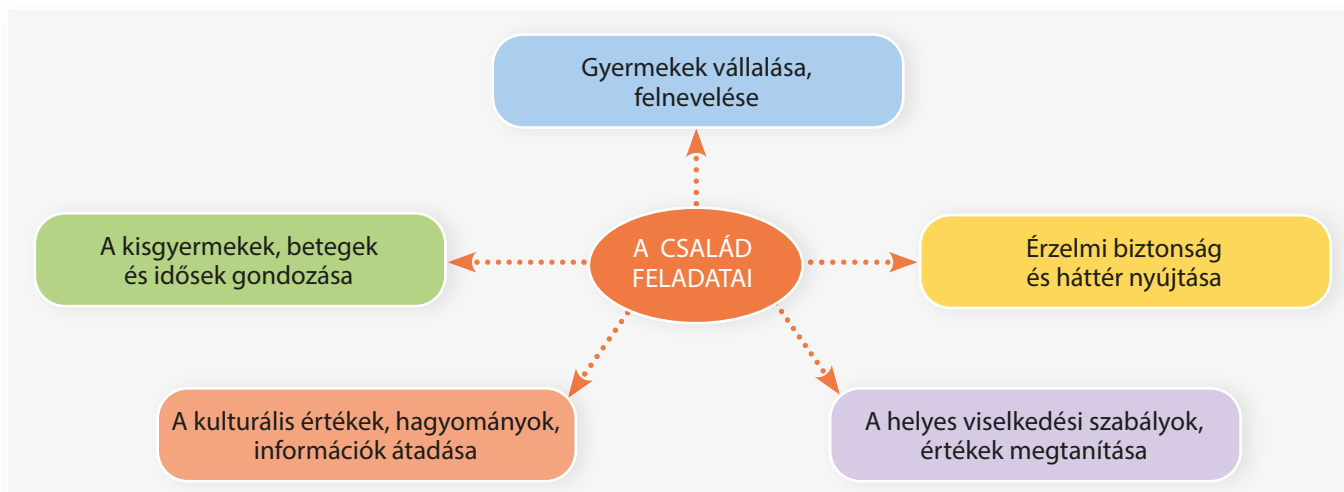 Gyermekek vállalása,
felnevelése
A kisgyermekek, betegek
és idősek gondozása
A CSALÁD
FELADATAI
Érzelmi biztonság
és háttér nyújtása
A kulturális értékek, hagyományok,
információk átadása
A helyes viselkedési szabályok,
értékek megtanítása